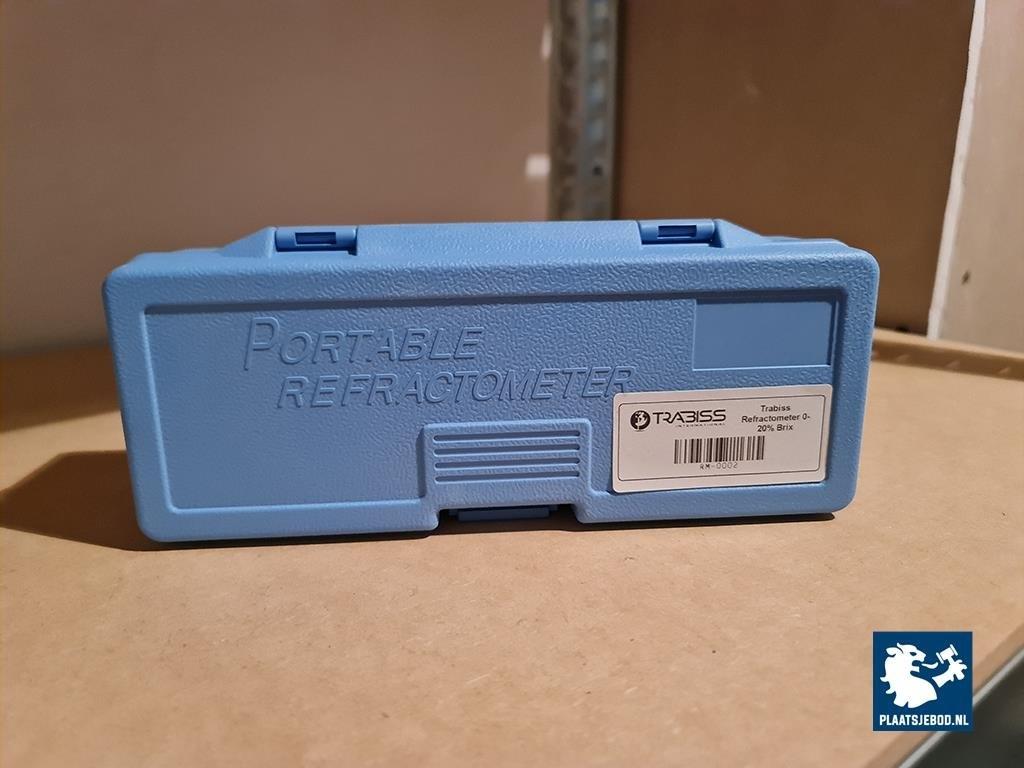 PORTABLE
REFRACTOMETER
TRABISS
INTERNATIONAL
Trabiss
Refractometer 0-
20% Brix
RM-0002
PLAATSJEBOD.NL